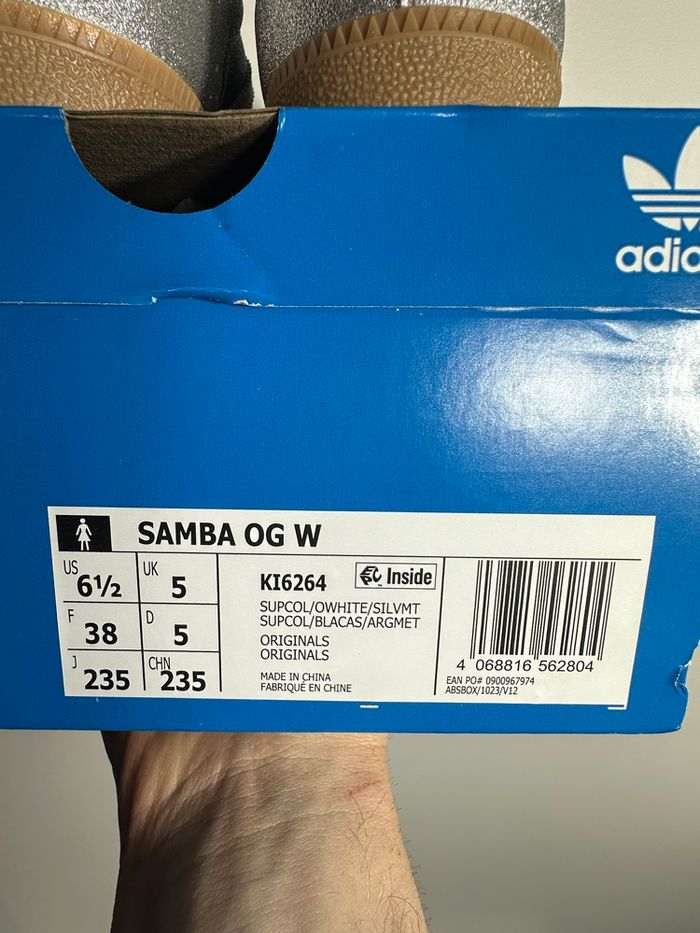 adid
SAMBA OG W
US 6½ UK 5
F 38 D 5
J 235 CHN 235
KI6264
Inside
SUPCOL/OWHITE/SILVMT
SUPCOL/BLACAS/ARGMET
ORIGINALS
ORIGINALS
MADE IN CHINA
FABRIQUÉ EN CHINE
4 068816 562804
EAN PO# 0900967974
ABSBOX/1023/V12